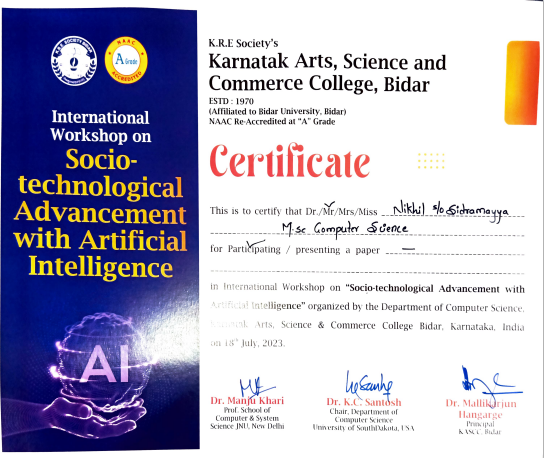 K.R.E SOCIETY BIDAR
NAAC
A Grade
ACCREDITED
International
Workshop on
Socio-
technological
Advancement
with Artificial
Intelligence
AI
K.R.E Society's
Karnatak Arts, Science and
Commerce College, Bidar
ESTD : 1970
(Affiliated to Bidar University, Bidar)
NAAC Re-Accredited at "A" Grade
Certificate
This is to certify that Dr./Mr/Mrs/Miss Nikhil s/o Sidramayya
M.sc Computer Science
for Participating / presenting a paper —
in International Workshop on "Socio-technological Advancement with
Artificial Intelligence" organized by the Department of Computer Science,
Karnatak Arts, Science & Commerce College Bidar, Karnataka, India
on 18th July, 2023.
Dr. Manju Khari
Prof. School of
Computer & System
Science JNU, New Delhi
Dr. K.C. Santosh
Chair, Department of
Computer Science
University of SouthDakota, USA
Dr. Mallikarjun
Hangarge
Principal
KASCC, Bidar